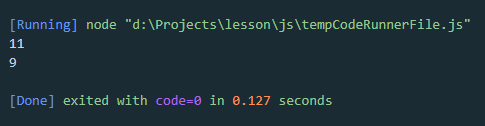 [Running] node "d:\Projects\lesson\js\tempCodeRunnerFile.js"
11
9
[Done] exited with code=0 in 0.127 seconds